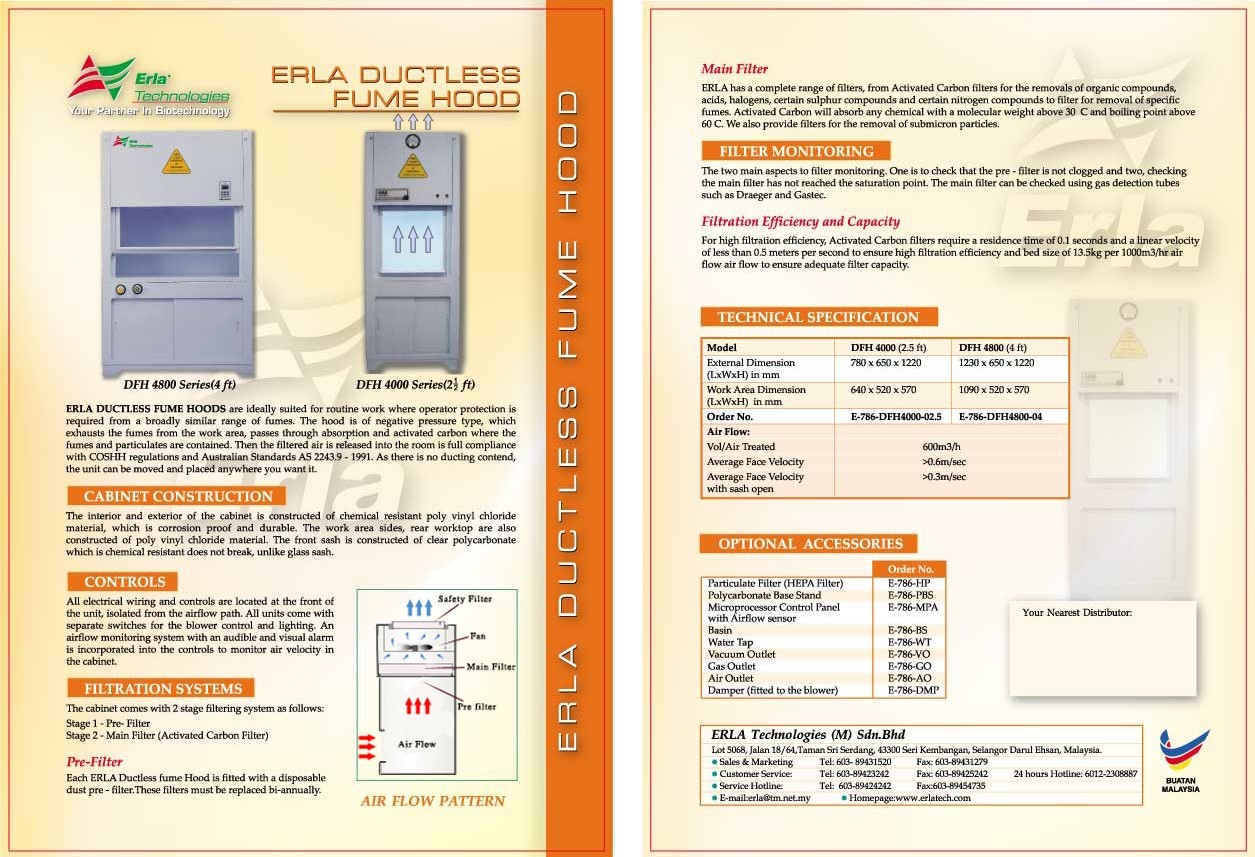 Erla®
Technologies
Your Partner In Biotechnology
ERLA DUCTLESS
FUME HOOD
Erla
Technologies
DFH 4800 Series(4 ft)
DFH 4000 Series(2½ ft)
ERLA DUCTLESS FUME HOODS are ideally suited for routine work where operator protection is
required from a broadly similar range of fumes. The hood is of negative pressure type, which
exhausts the fumes from the work area, passes through absorption and activated carbon where the
fumes and particulates are contained. Then the filtered air is released into the room is full compliance
with COSHH regulations and Australian Standards AS 2243.9 - 1991. As there is no ducting contend,
the unit can be moved and placed anywhere you want it.
CABINET CONSTRUCTION
The interior and exterior of the cabinet is constructed of chemical resistant poly vinyl chloride
material, which is corrosion proof and durable. The work area sides, rear worktop are also
constructed of poly vinyl chloride material. The front sash is constructed of clear polycarbonate
which is chemical resistant does not break, unlike glass sash.
CONTROLS
All electrical wiring and controls are located at the front of
the unit, isolated from the airflow path. All units come with
separate switches for the blower control and lighting. An
airflow monitoring system with an audible and visual alarm
is incorporated into the controls to monitor air velocity in
the cabinet.
FILTRATION SYSTEMS
The cabinet comes with 2 stage filtering system as follows:
Stage 1 - Pre- Filter
Stage 2 - Main Filter (Activated Carbon Filter)
Pre-Filter
Each ERLA Ductless fume Hood is fitted with a disposable
dust pre - filter.These filters must be replaced bi-annually.
Safety Filter
Fan
Main Filter
Pre filter
Air Flow
AIR FLOW PATTERN
Erla
ERLA DUCTLESS FUME HOOD
Main Filter
ERLA has a complete range of filters, from Activated Carbon filters for the removals of organic compounds,
acids, halogens, certain sulphur compounds and certain nitrogen compounds to filter for removal of specific
fumes. Activated Carbon will absorb any chemical with a molecular weight above 30 C and boiling point above
60 C. We also provide filters for the removal of submicron particles.
FILTER MONITORING
The two main aspects to filter monitoring. One is to check that the pre - filter is not clogged and two, checking
the main filter has not reached the saturation point. The main filter can be checked using gas detection tubes
such as Draeger and Gastec.
Filtration Efficiency and Capacity
For high filtration efficiency, Activated Carbon filters require a residence time of 0.1 seconds and a linear velocity
of less than 0.5 meters per second to ensure high filtration efficiency and bed size of 13.5kg per 1000m3/hr air
flow air flow to ensure adequate filter capacity.
Erla
TECHNICAL SPECIFICATION
Model DFH 4000 (2.5 ft) DFH 4800 (4 ft)
External Dimension 780 x 650 x 1220 1230 x 650 x 1220
(LxWxH) in mm
Work Area Dimension 640 x 520 x 570 1090 x 520 x 570
(LxWxH) in mm
Order No. E-786-DFH4000-02.5 E-786-DFH4800-04
Air Flow:
Vol/Air Treated 600m3/h
Average Face Velocity >0.6m/sec
Average Face Velocity >0.3m/sec
with sash open
OPTIONAL ACCESSORIES
Order No.
Particulate Filter (HEPA Filter) E-786-HP
Polycarbonate Base Stand E-786-PBS
Microprocessor Control Panel E-786-MPA
with Airflow sensor
Basin E-786-BS
Water Tap E-786-WT
Vacuum Outlet E-786-VO
Gas Outlet E-786-GO
Air Outlet E-786-AO
Damper (fitted to the blower) E-786-DMP
Your Nearest Distributor:
ERLA Technologies (M) Sdn.Bhd
Lot 5068, Jalan 18/64,Taman Sri Serdang, 43300 Seri Kembangan, Selangor Darul Ehsan, Malaysia.
Sales & Marketing Tel: 603- 89431520 Fax: 603-89431279
Customer Service: Tel: 603-89423242 Fax: 603-89425242 24 hours Hotline: 6012-2308887
Service Hotline: Tel: 603-89424242 Fax:603-89454735
E-mail:erla@tm.net.my Homepage:www.erlatech.com
BUATAN
MALAYSIA